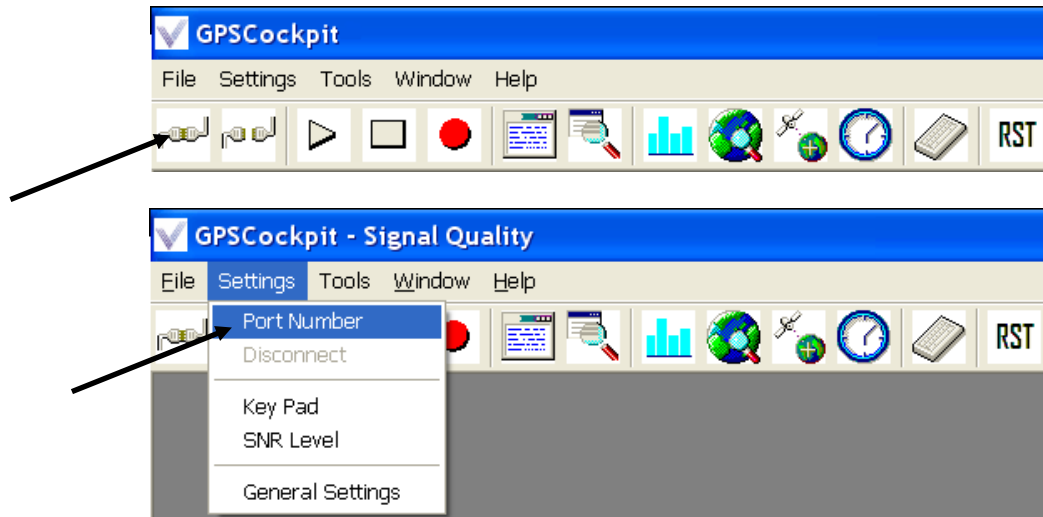 GPSCockpit
File Settings Tools Window Help
RST
GPSCockpit - Signal Quality
File Settings Tools Window Help
RST
Port Number
Disconnect
Key Pad
SNR Level
General Settings